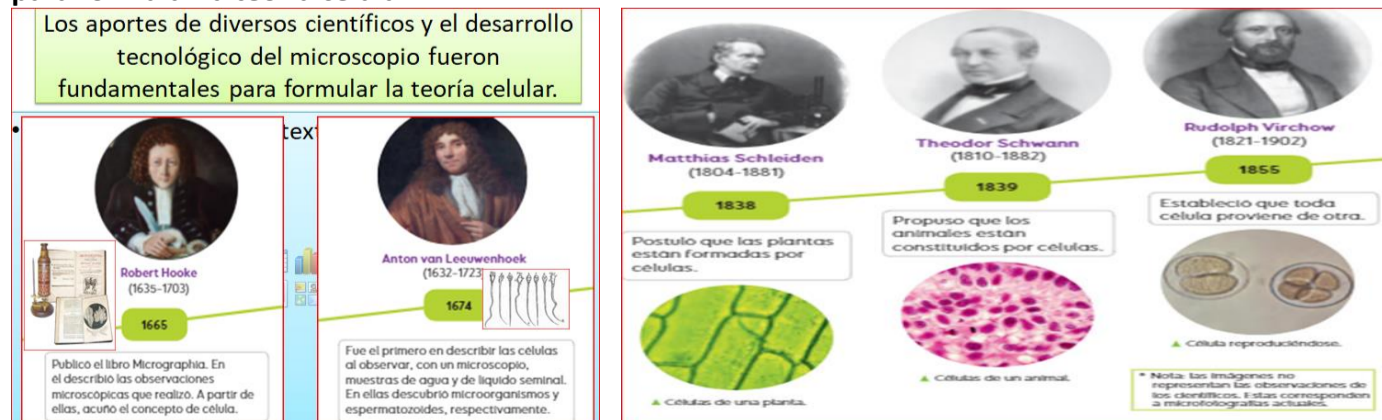 Los aportes de diversos científicos y el desarrollo
tecnológico del microscopio fueron
fundamentales para formular la teoría celular.
Robert Hooke
(1635-1703)
1665
Publico el libro Micrographia. En
él describió las observaciones
microscópicas que realizó. A partir de
ellas, acuñó el concepto de célula.
Anton van Leeuwenhoek
(1632-1723
1674
Fue el primero en describir las células
al observar, con un microscopio,
muestras de agua y de liquido seminal.
En ellas descubrió microorganismos y
espermatozoides, respectivamente.
Matthias Schleiden
(1804-1881)
1838
Postuló que las plantas
están formadas por
células.
Células de una planta.
Theodor Schwann
(1810-1882)
1839
Propuso que los
animales están
constituidos por células.
Células de un animal.
Rudolph Virchow
(1821-1902)
1855
Estableció que toda
célula proviene de otra.
Célula reproduciéndose.
* Nota: las imágenes no
representan las observaciones de
los científicos. Estas corresponden
a microfotografías actuales.